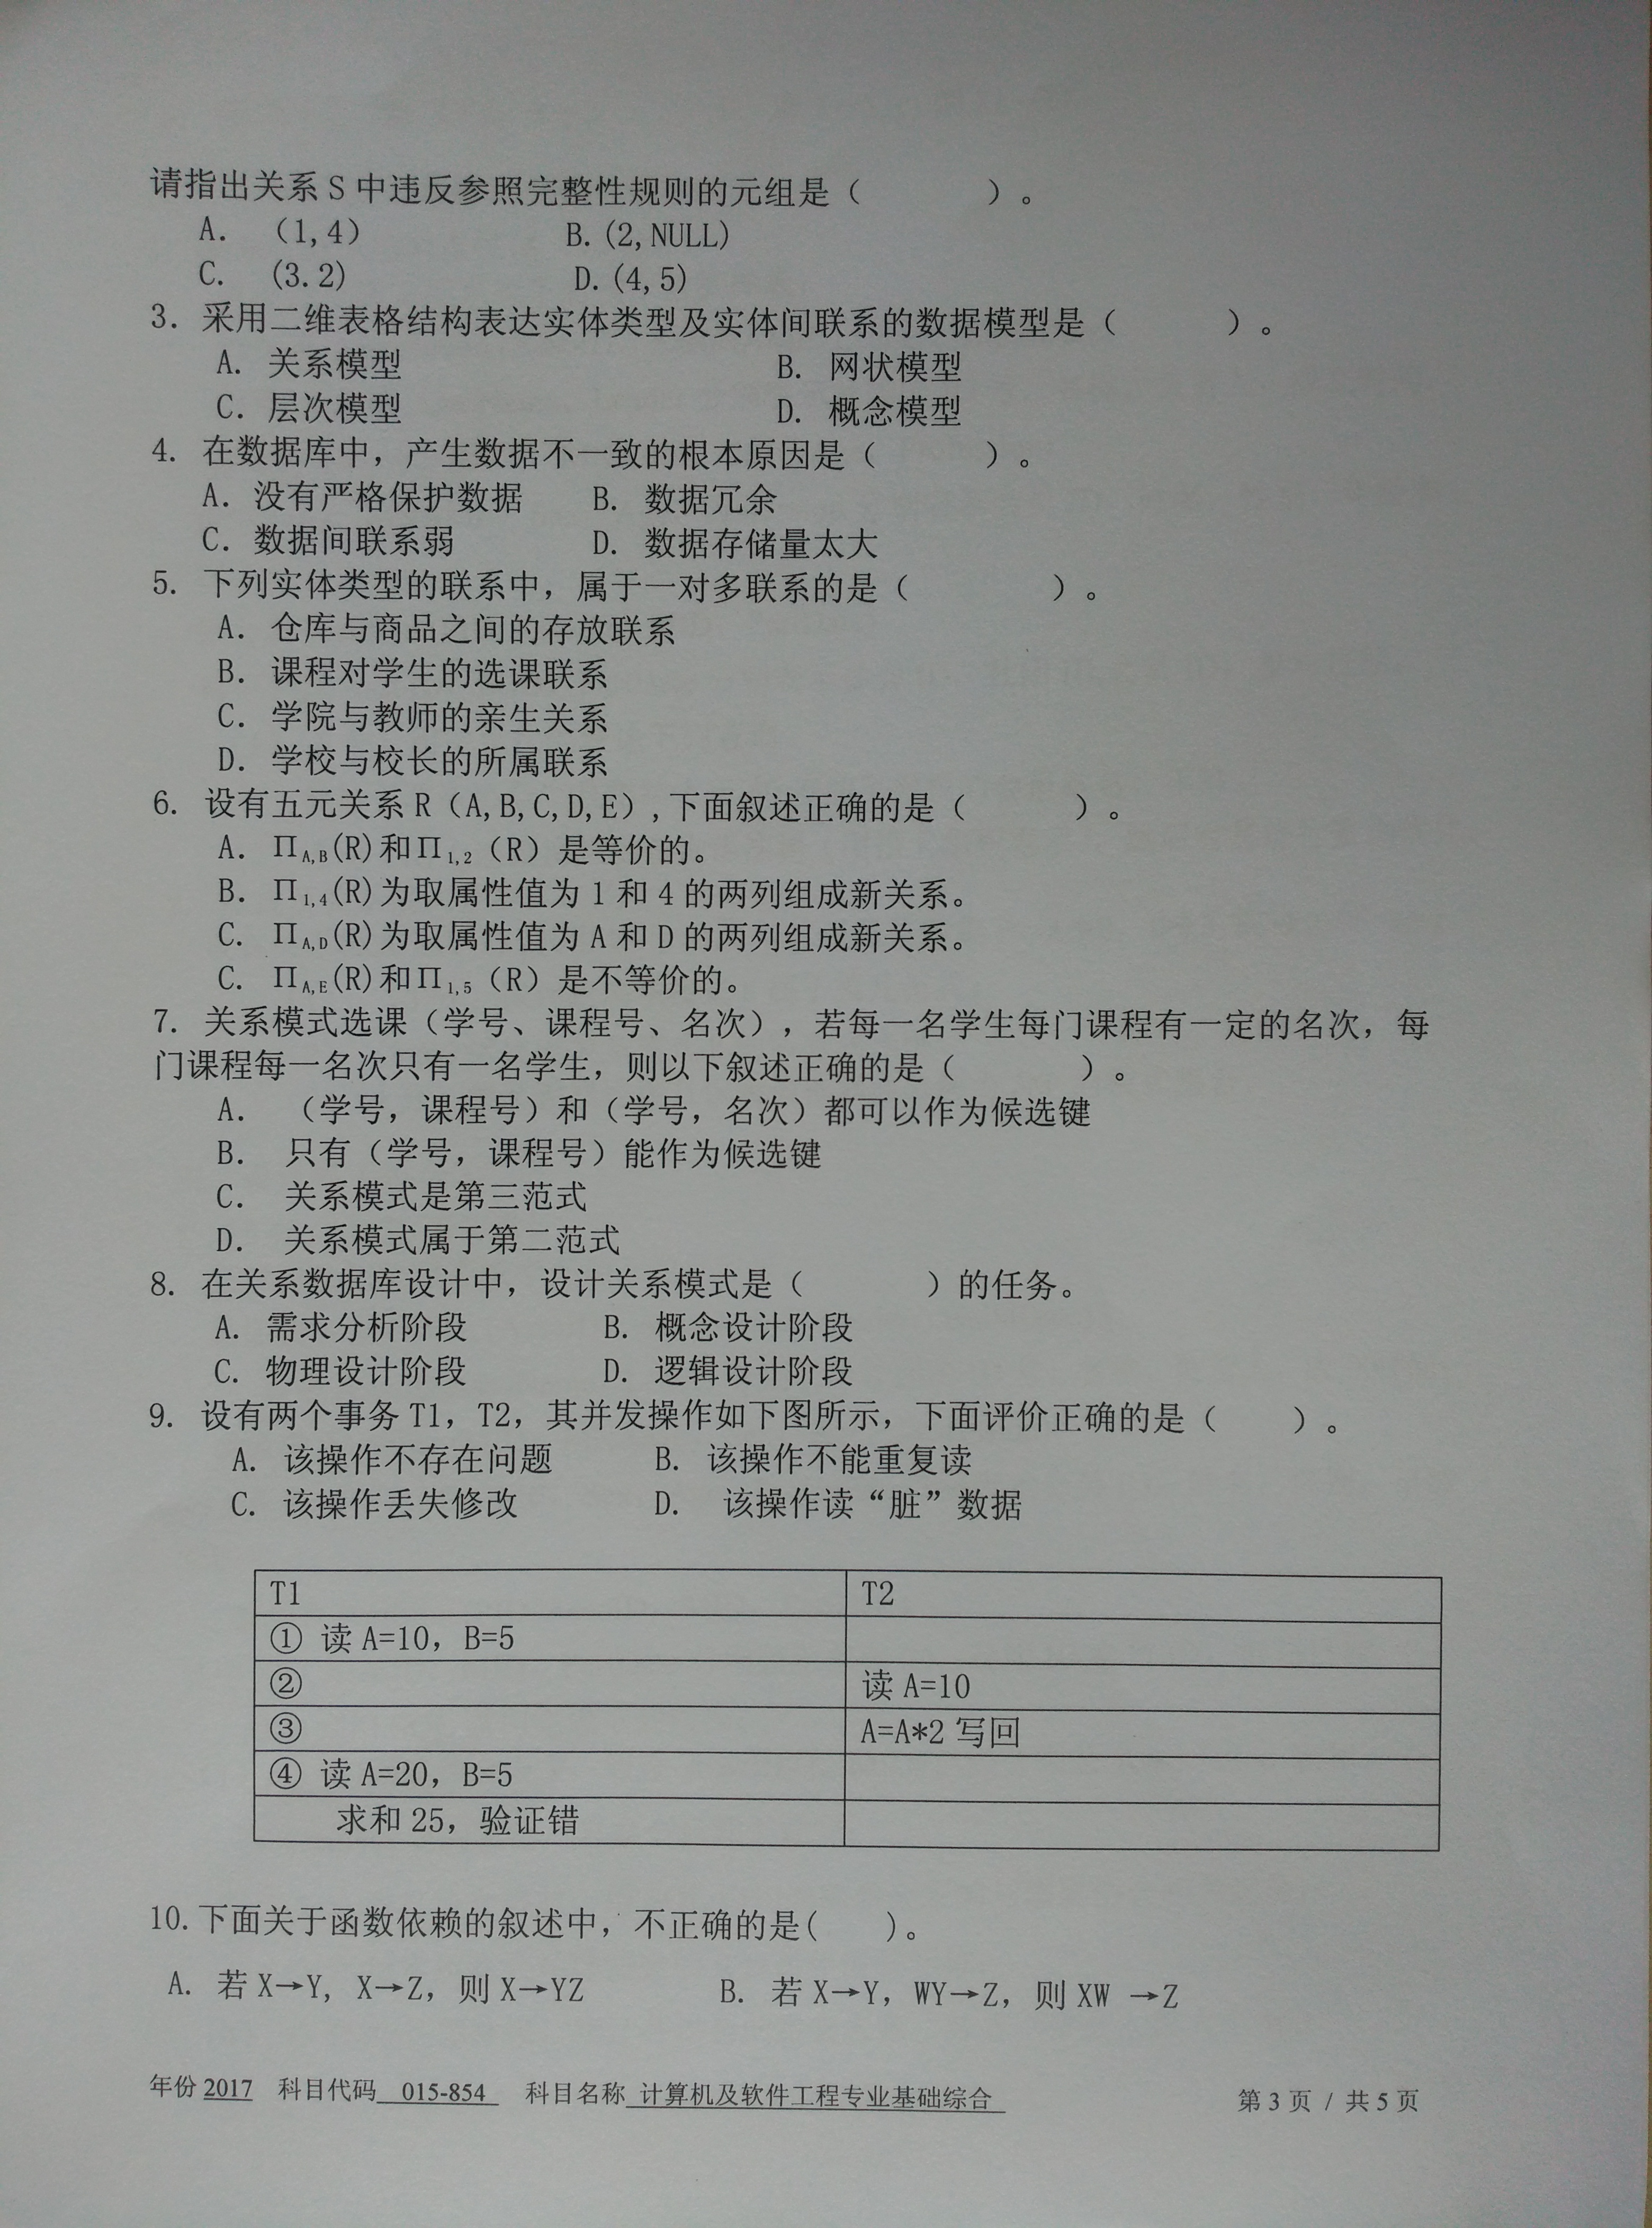 请指出关系 S 中违反参照完整性规则的元组是（　　　）。
A. （1,4）　　B. (2,NULL)
C. (3.2)　　D. (4,5)
3. 采用二维表格结构表达实体类型及实体间联系的数据模型是（　　　）。
A. 关系模型　　B. 网状模型
C. 层次模型　　D. 概念模型
4. 在数据库中，产生数据不一致的根本原因是（　　　）。
A. 没有严格保护数据　　B. 数据冗余
C. 数据间联系弱　　D. 数据存储量太大
5. 下列实体类型的联系中，属于一对多联系的是（　　　）。
A. 仓库与商品之间的存放联系
B. 课程对学生的选课联系
C. 学院与教师的亲生关系
D. 学校与校长的所属联系
6. 设有五元关系 R（A,B,C,D,E）,下面叙述正确的是（　　　）。
A. ΠA,B(R)和Π1,2（R）是等价的。
B. Π1,4(R)为取属性值为 1 和 4 的两列组成新关系。
C. ΠA,D(R)为取属性值为 A 和 D 的两列组成新关系。
C. ΠA,E(R)和Π1,5（R）是不等价的。
7. 关系模式选课（学号、课程号、名次），若每一名学生每门课程有一定的名次，每
门课程每一名次只有一名学生，则以下叙述正确的是（　　　）。
A. （学号，课程号）和（学号，名次）都可以作为候选键
B. 只有（学号，课程号）能作为候选键
C. 关系模式是第三范式
D. 关系模式属于第二范式
8. 在关系数据库设计中，设计关系模式是（　　　）的任务。
A. 需求分析阶段　　B. 概念设计阶段
C. 物理设计阶段　　D. 逻辑设计阶段
9. 设有两个事务 T1，T2，其并发操作如下图所示，下面评价正确的是（　　）。
A. 该操作不存在问题　　B. 该操作不能重复读
C. 该操作丢失修改　　D. 该操作读“脏”数据
T1　　T2
① 读 A=10，B=5
②　　读 A=10
③　　A=A*2 写回
④ 读 A=20，B=5
求和 25，验证错
10.下面关于函数依赖的叙述中，不正确的是(　　)。
A. 若 X→Y, X→Z，则 X→YZ　　B. 若 X→Y，WY→Z，则 XW →Z
年份 2017　科目代码 015-854　科目名称 计算机及软件工程专业基础综合　　第 3 页 / 共 5 页